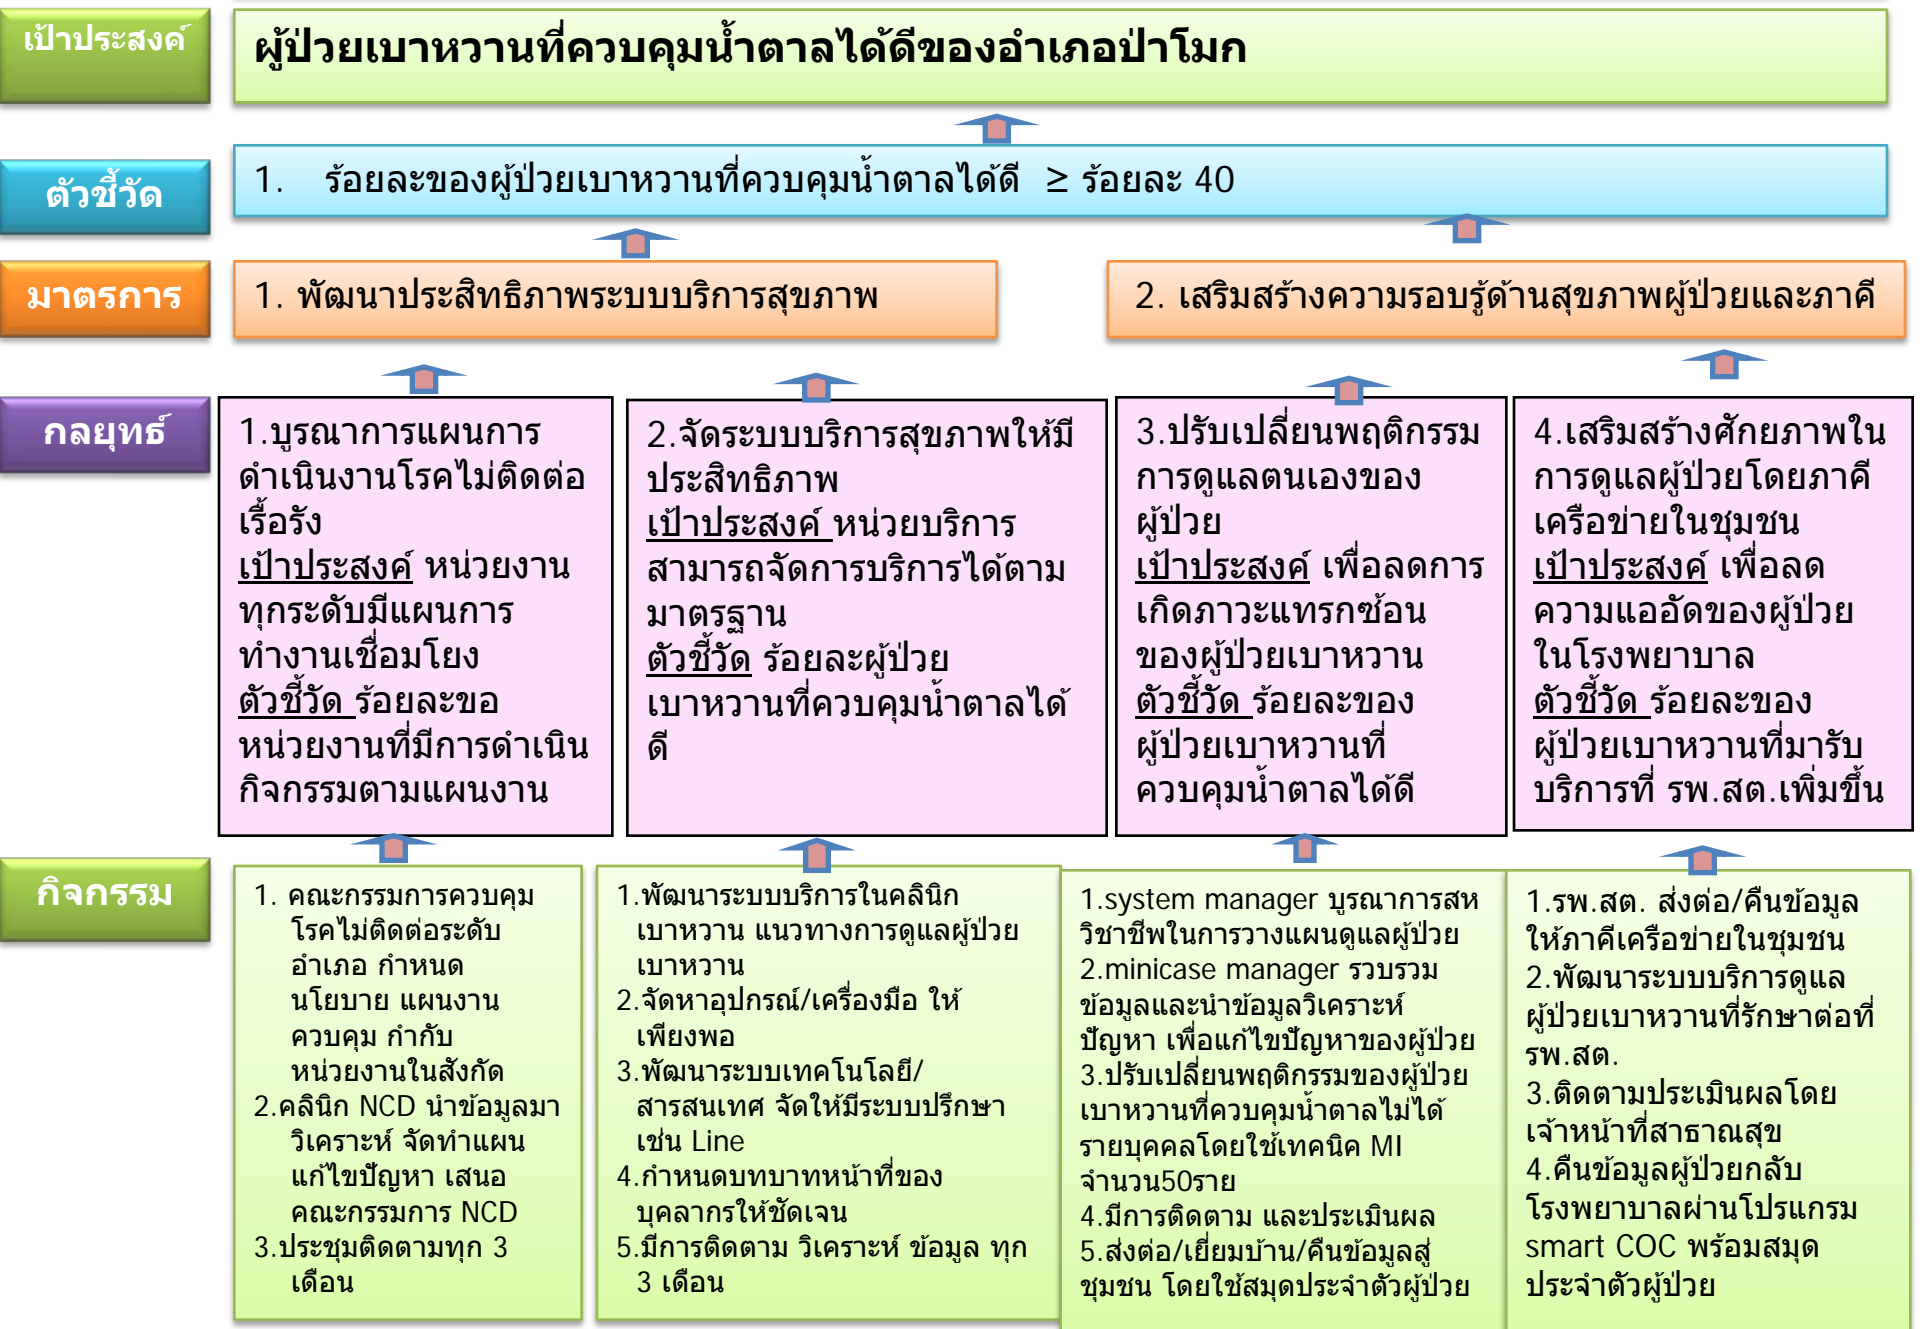 เป้าประสงค์
ผู้ป่วยเบาหวานที่ควบคุมน้ำตาลได้ดีของอำเภอป่าโมก
ตัวชี้วัด
1. ร้อยละของผู้ป่วยเบาหวานที่ควบคุมน้ำตาลได้ดี ≥ ร้อยละ 40
มาตรการ
1. พัฒนาประสิทธิภาพระบบบริการสุขภาพ
2. เสริมสร้างความรอบรู้ด้านสุขภาพผู้ป่วยและภาคี
กลยุทธ์
1.บูรณาการแผนการ
ดำเนินงานโรคไม่ติดต่อ
เรื้อรัง
เป้าประสงค์ หน่วยงาน
ทุกระดับมีแผนการ
ทำงานเชื่อมโยง
ตัวชี้วัด ร้อยละขอ
หน่วยงานที่มีการดำเนิน
กิจกรรมตามแผนงาน
2.จัดระบบบริการสุขภาพให้มี
ประสิทธิภาพ
เป้าประสงค์ หน่วยบริการ
สามารถจัดการบริการได้ตาม
มาตรฐาน
ตัวชี้วัด ร้อยละผู้ป่วย
เบาหวานที่ควบคุมน้ำตาลได้
ดี
3.ปรับเปลี่ยนพฤติกรรม
การดูแลตนเองของ
ผู้ป่วย
เป้าประสงค์ เพื่อลดการ
เกิดภาวะแทรกซ้อน
ของผู้ป่วยเบาหวาน
ตัวชี้วัด ร้อยละของ
ผู้ป่วยเบาหวานที่
ควบคุมน้ำตาลได้ดี
4.เสริมสร้างศักยภาพใน
การดูแลผู้ป่วยโดยภาคี
เครือข่ายในชุมชน
เป้าประสงค์ เพื่อลด
ความแออัดของผู้ป่วย
ในโรงพยาบาล
ตัวชี้วัด ร้อยละของ
ผู้ป่วยเบาหวานที่มารับ
บริการที่ รพ.สต.เพิ่มขึ้น
กิจกรรม
1. คณะกรรมการควบคุม
โรคไม่ติดต่อระดับ
อำเภอ กำหนด
นโยบาย แผนงาน
ควบคุม กำกับ
หน่วยงานในสังกัด
2.คลินิก NCD นำข้อมูลมา
วิเคราะห์ จัดทำแผน
แก้ไขปัญหา เสนอ
คณะกรรมการ NCD
3.ประชุมติดตามทุก 3
เดือน
1.พัฒนาระบบบริการในคลินิก
เบาหวาน แนวทางการดูแลผู้ป่วย
เบาหวาน
2.จัดหาอุปกรณ์/เครื่องมือ ให้
เพียงพอ
3.พัฒนาระบบเทคโนโลยี/
สารสนเทศ จัดให้มีระบบปรึกษา
เช่น Line
4.กำหนดบทบาทหน้าที่ของ
บุคลากรให้ชัดเจน
5.มีการติดตาม วิเคราะห์ ข้อมูล ทุก
3 เดือน
1.system manager บูรณาการสห
วิชาชีพในการวางแผนดูแลผู้ป่วย
2.minicase manager รวบรวม
ข้อมูลและนำข้อมูลวิเคราะห์
ปัญหา เพื่อแก้ไขปัญหาของผู้ป่วย
3.ปรับเปลี่ยนพฤติกรรมของผู้ป่วย
เบาหวานที่ควบคุมน้ำตาลไม่ได้
รายบุคคลโดยใช้เทคนิค MI
จำนวน50ราย
4.มีการติดตาม และประเมินผล
5.ส่งต่อ/เยี่ยมบ้าน/คืนข้อมูลสู่
ชุมชน โดยใช้สมุดประจำตัวผู้ป่วย
1.รพ.สต. ส่งต่อ/คืนข้อมูล
ให้ภาคีเครือข่ายในชุมชน
2.พัฒนาระบบบริการดูแล
ผู้ป่วยเบาหวานที่รักษาต่อที่
รพ.สต.
3.ติดตามประเมินผลโดย
เจ้าหน้าที่สาธาณสุข
4.คืนข้อมูลผู้ป่วยกลับ
โรงพยาบาลผ่านโปรแกรม
smart COC พร้อมสมุด
ประจำตัวผู้ป่วย